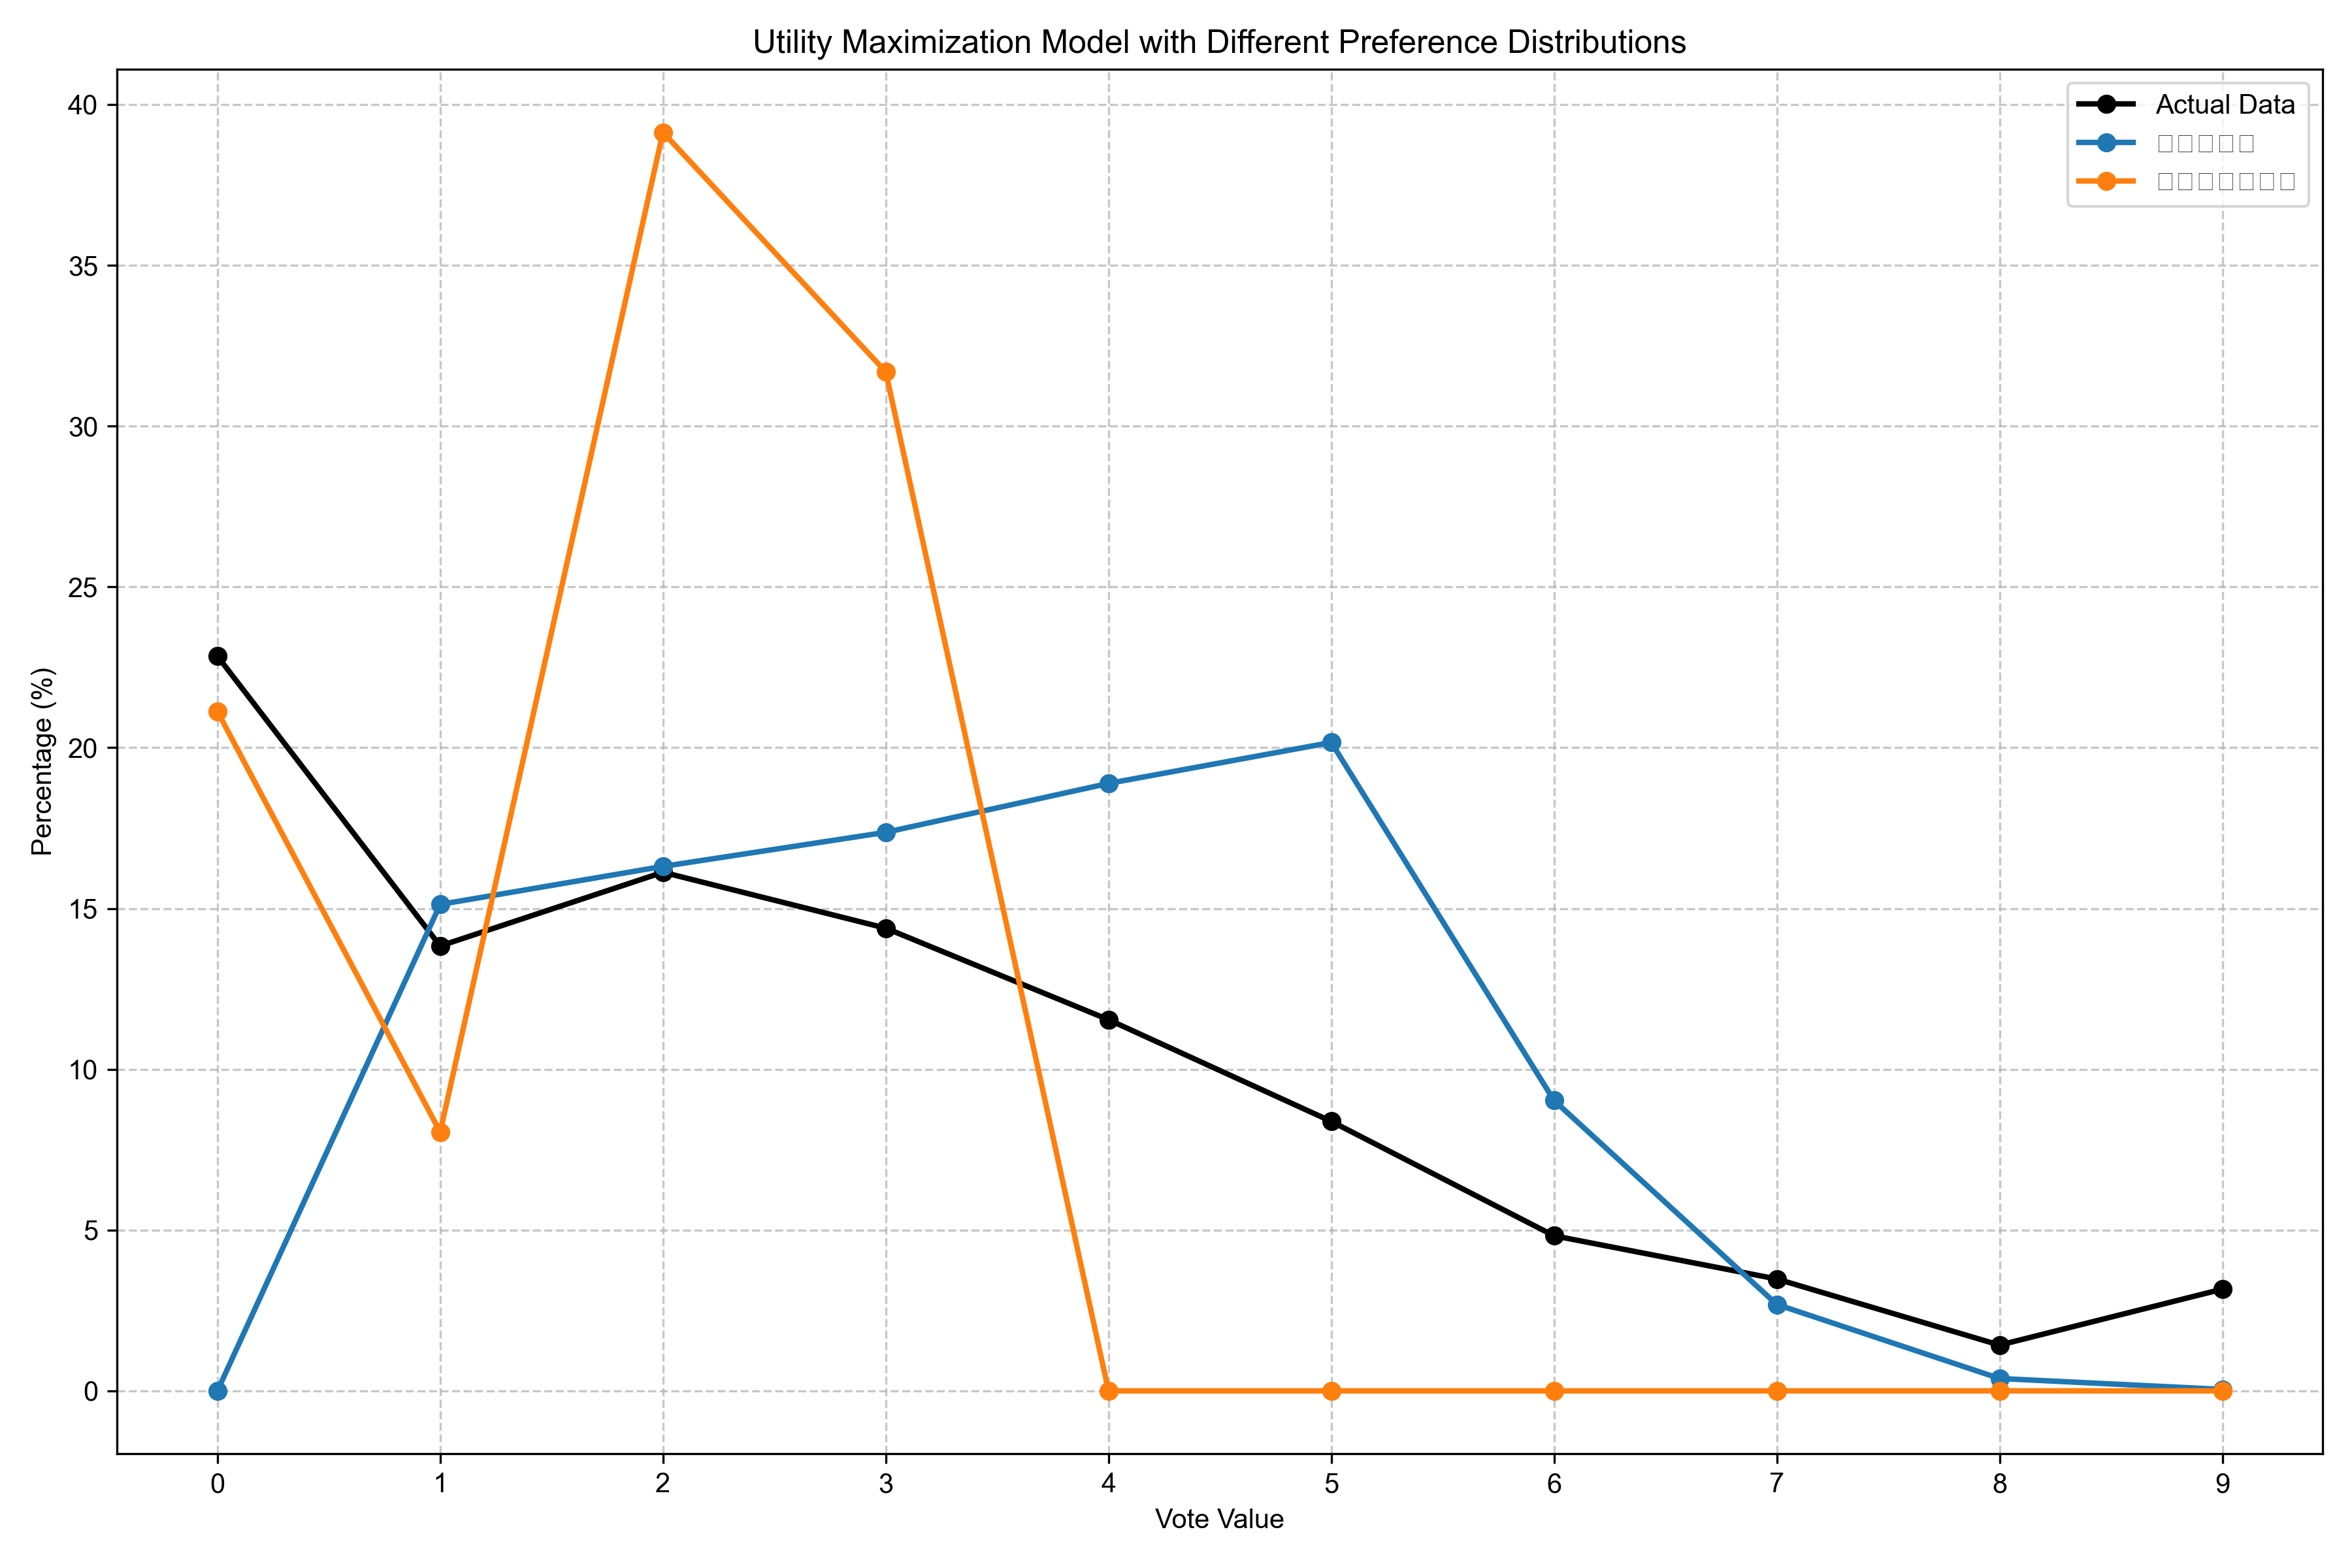 Utility Maximization Model with Different Preference Distributions
40
35
30
25
20
15
10
5
0
Percentage (%)
Actual Data
0 1 2 3 4 5 6 7 8 9
Vote Value